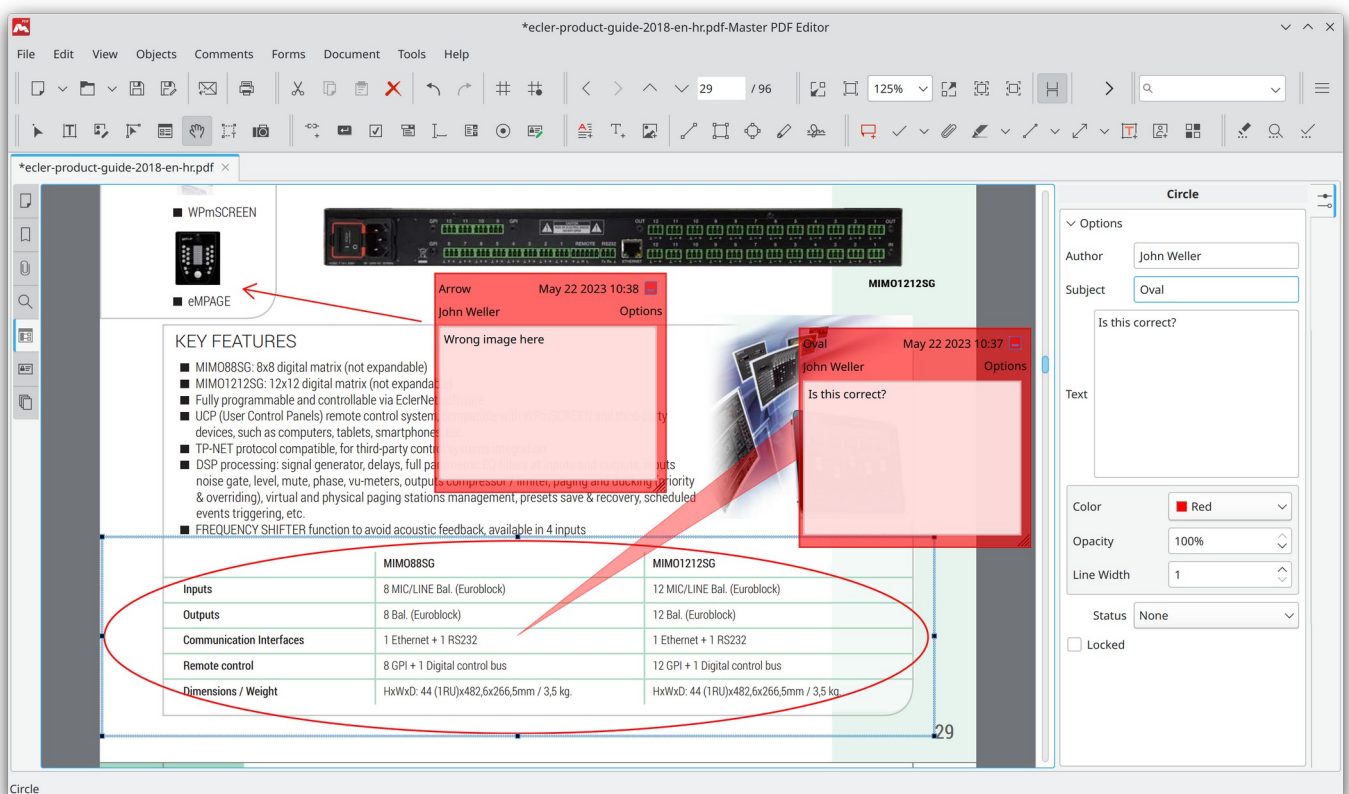 *ecler-product-guide-2018-en-hr.pdf-Master PDF Editor
File Edit View Objects Comments Forms Document Tools Help
29 / 96 125%
*ecler-product-guide-2018-en-hr.pdf
WPmSCREEN
eMPAGE
MIMO1212SG
Arrow May 22 2023 10:38
John Weller Options
Wrong image here
Oval May 22 2023 10:37
John Weller Options
Is this correct?
KEY FEATURES
MIMO88SG: 8x8 digital matrix (not expandable)
MIMO1212SG: 12x12 digital matrix (not expandable)
Fully programmable and controllable via EclerNet
UCP (User Control Panels) remote control system,
devices, such as computers, tablets, smartphones
TP-NET protocol compatible, for third-party control
DSP processing: signal generator, delays, full
noise gate, level, mute, phase, vu-meters, outputs compressor / limiter, paging and ducking (priority
& overriding), virtual and physical paging stations management, presets save & recovery, scheduled
events triggering, etc.
FREQUENCY SHIFTER function to avoid acoustic feedback, available in 4 inputs
MIMO88SG MIMO1212SG
Inputs 8 MIC/LINE Bal. (Euroblock) 12 MIC/LINE Bal. (Euroblock)
Outputs 8 Bal. (Euroblock) 12 Bal. (Euroblock)
Communication Interfaces 1 Ethernet + 1 RS232 1 Ethernet + 1 RS232
Remote control 8 GPI + 1 Digital control bus 12 GPI + 1 Digital control bus
Dimensions / Weight HxWxD: 44 (1RU)x482,6x266,5mm / 3,5 kg. HxWxD: 44 (1RU)x482,6x266,5mm / 3,5 kg.
29
Circle
Options
Author John Weller
Subject Oval
Text Is this correct?
Color Red
Opacity 100%
Line Width 1
Status None
Locked
Circle